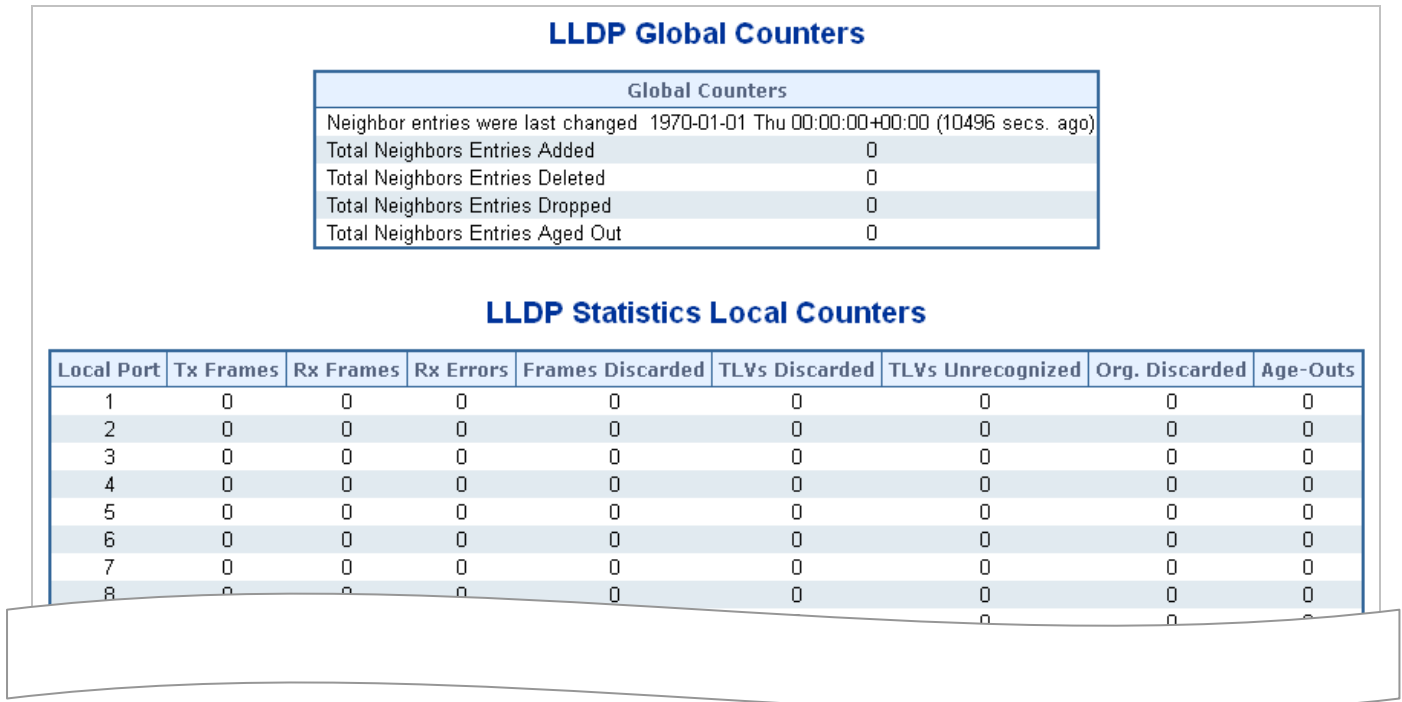 LLDP Global Counters
Global Counters
Neighbor entries were last changed 1970-01-01 Thu 00:00:00+00:00 (10496 secs. ago)
Total Neighbors Entries Added 0
Total Neighbors Entries Deleted 0
Total Neighbors Entries Dropped 0
Total Neighbors Entries Aged Out 0
LLDP Statistics Local Counters
Local Port Tx Frames Rx Frames Rx Errors Frames Discarded TLVs Discarded TLVs Unrecognized Org. Discarded Age-Outs
1 0 0 0 0 0 0 0 0
2 0 0 0 0 0 0 0 0
3 0 0 0 0 0 0 0 0
4 0 0 0 0 0 0 0 0
5 0 0 0 0 0 0 0 0
6 0 0 0 0 0 0 0 0
7 0 0 0 0 0 0 0 0
8 0 0 0 0 0 0 0 0